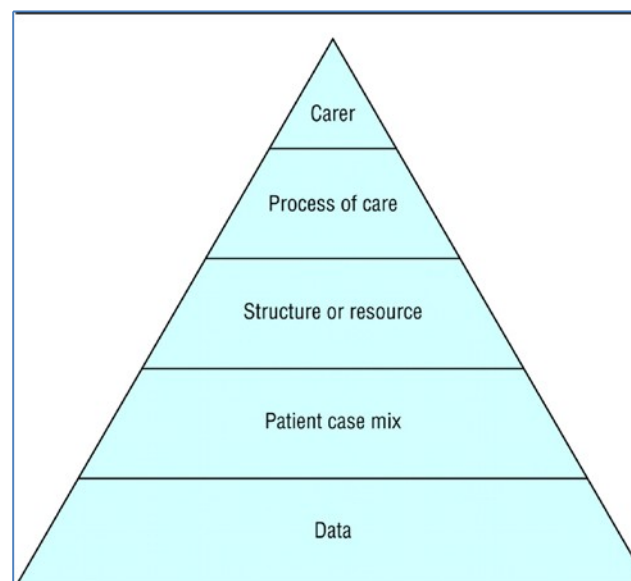 Carer
Process of care
Structure or resource
Patient case mix
Data